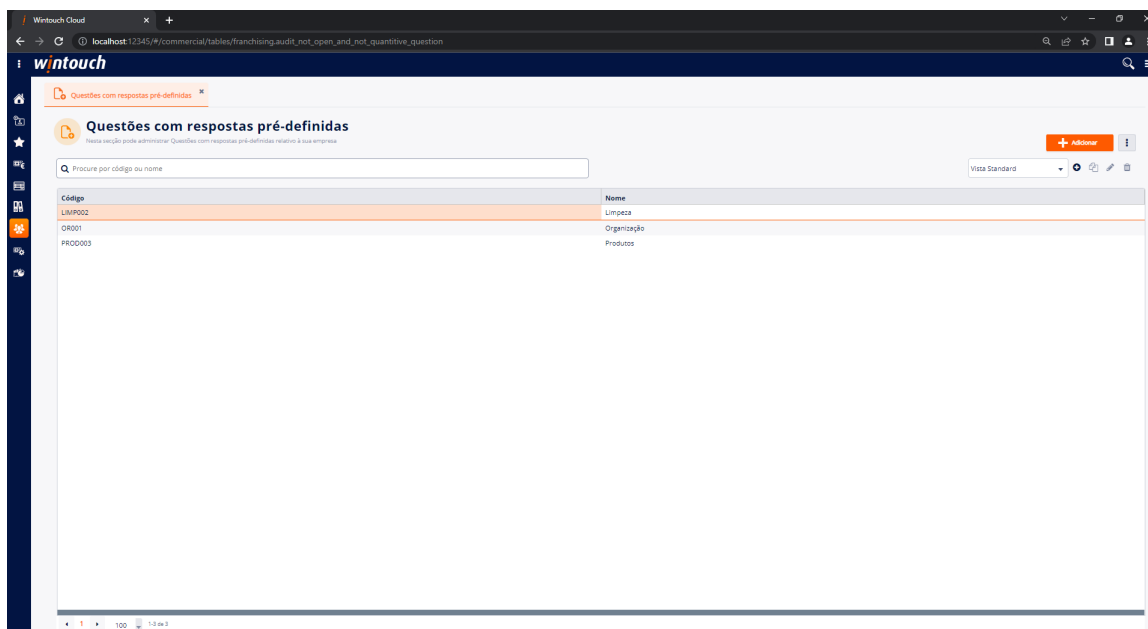 Wintouch Cloud
localhost:12345/#/commercial/tables/franchising.audit_not_open_and_not_quantitive_question
wintouch
Questões com respostas pré-definidas
Questões com respostas pré-definidas
Nesta secção pode administrar Questões com respostas pré-definidas relativo à sua empresa
Adicionar
Procure por código ou nome
Vista Standard
Código Nome
LIMP002 Limpeza
OR001 Organização
PROD003 Produtos
1 100 1-3 de 3